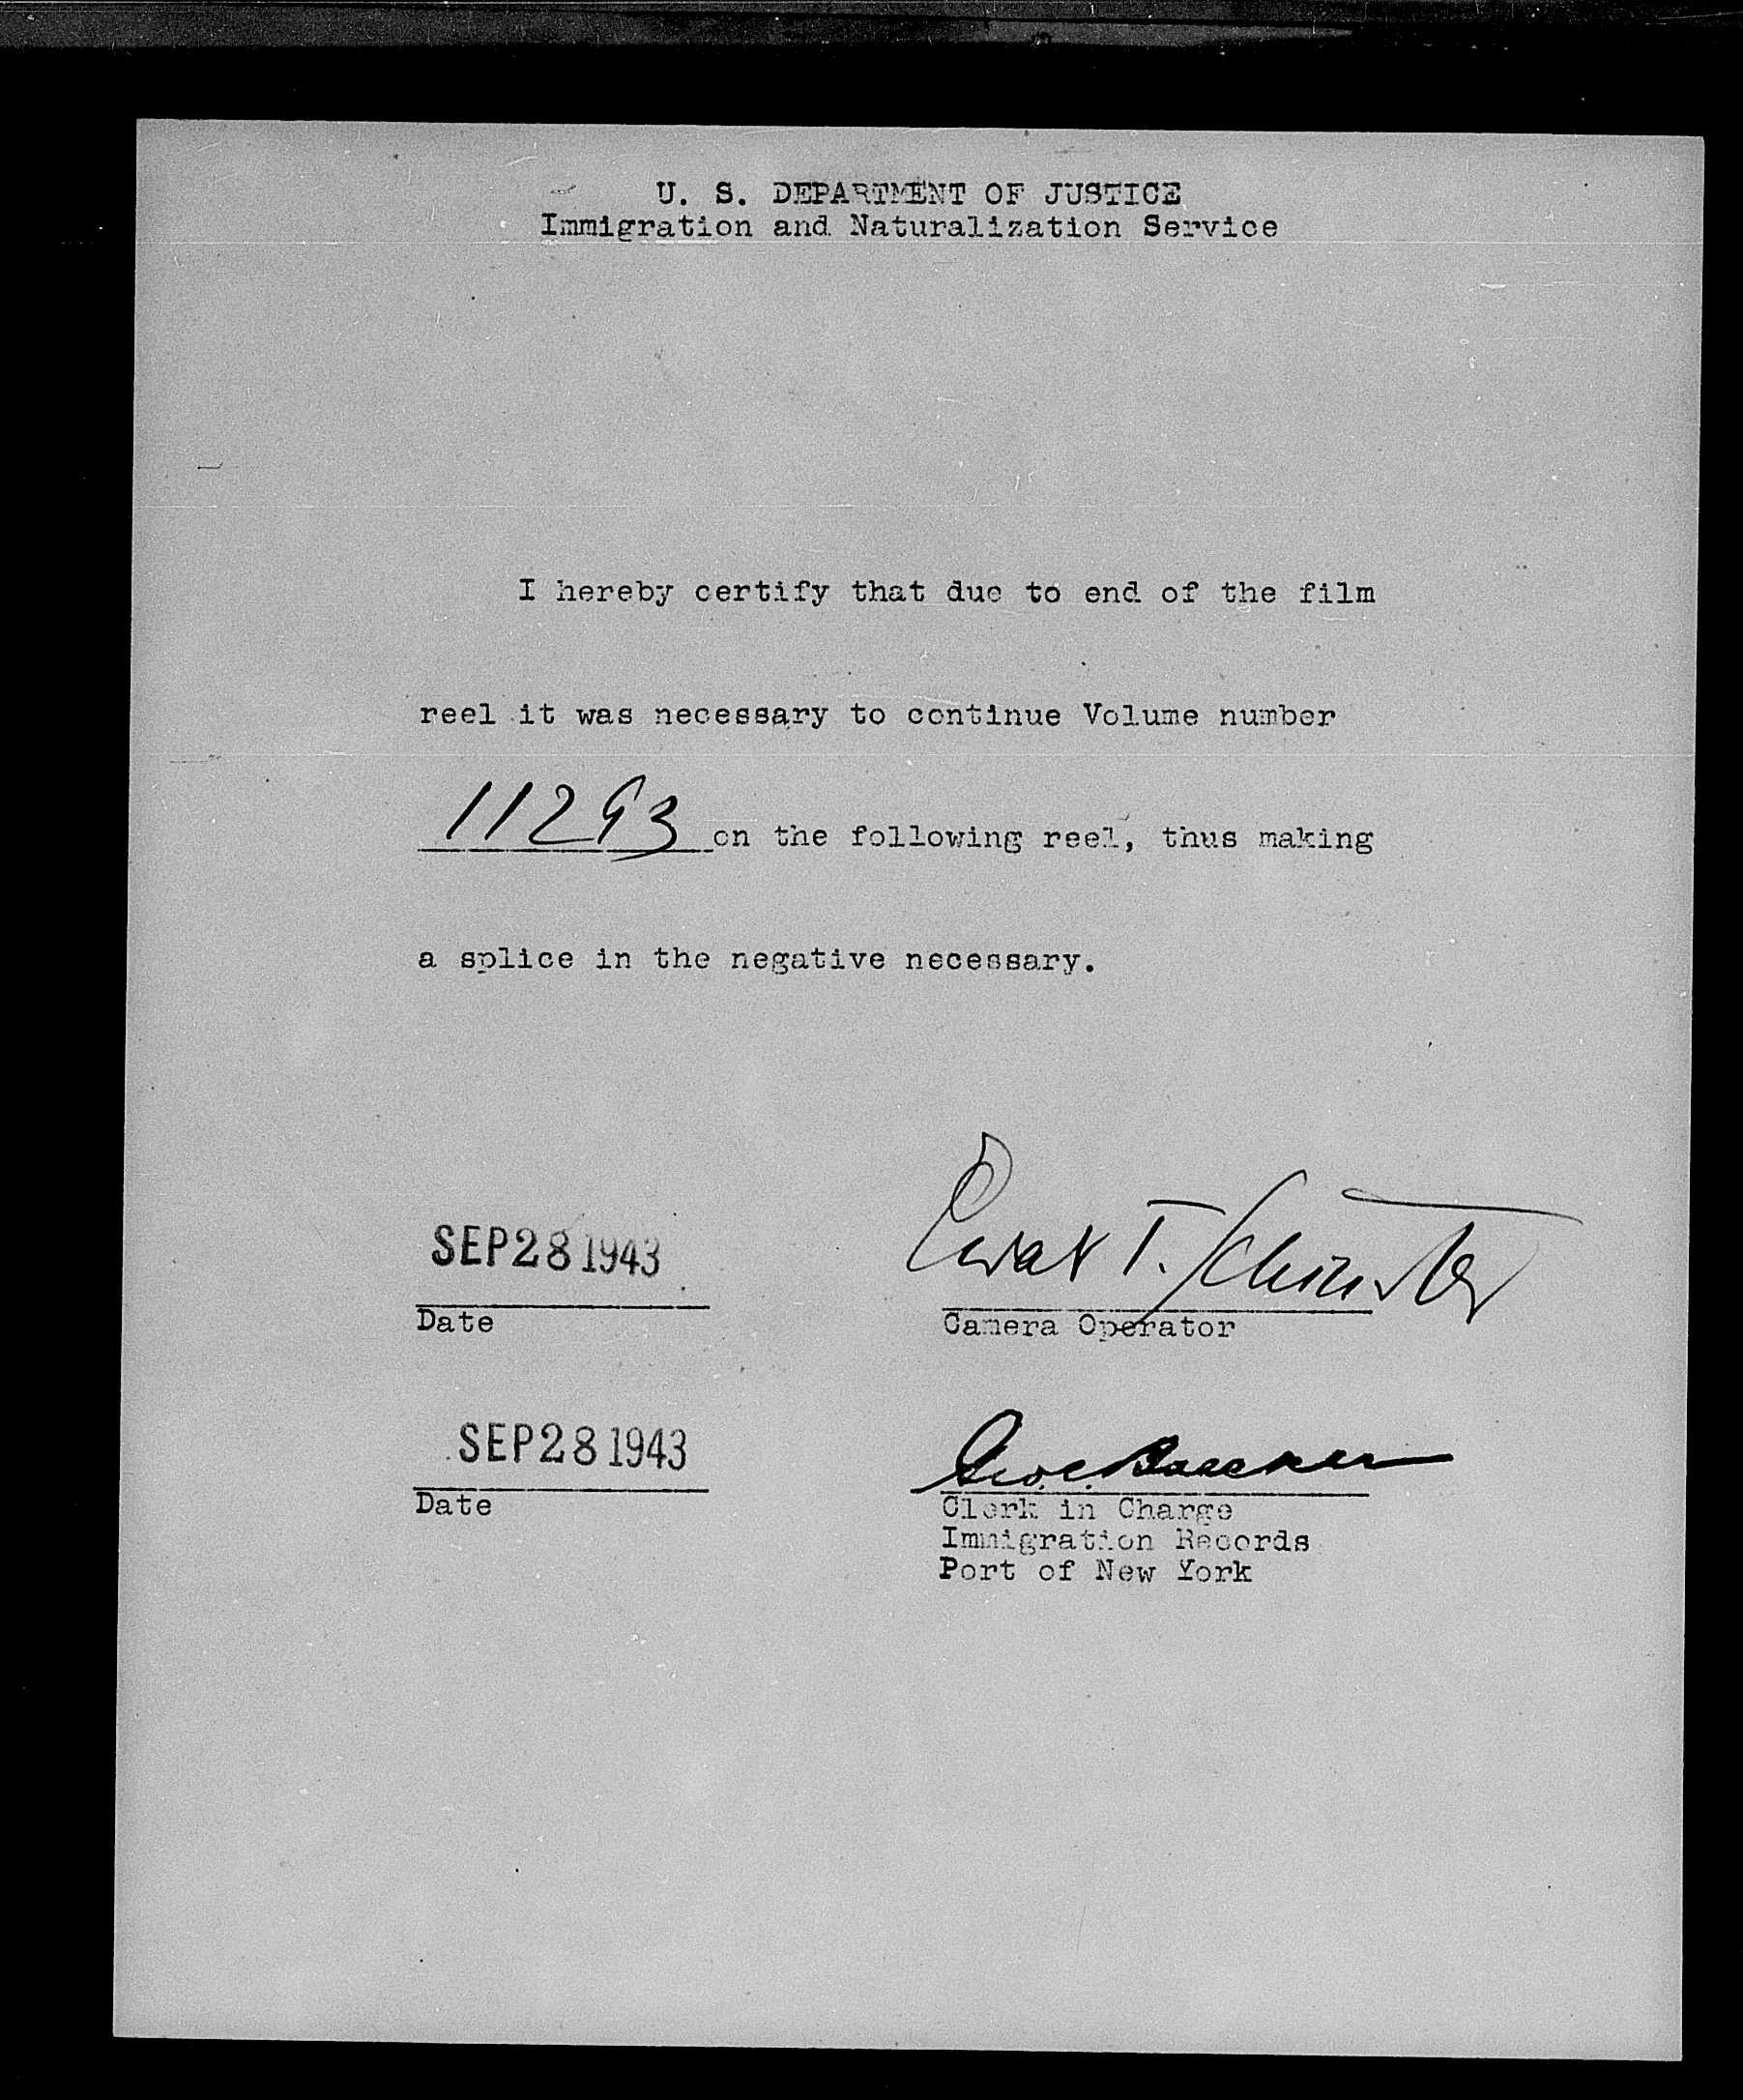 U. S. DEPARTMENT OF JUSTICE
Immigration and Naturalization Service
I hereby certify that due to end of the film
reel it was necessary to continue Volume number
11293 on the following reel, thus making
a splice in the negative necessary.
SEP 28 1943
Date
T.
Camera Operator
SEP 28 1943
Date
Geo. C.
Clerk in Charge
Immigration Records
Port of New York